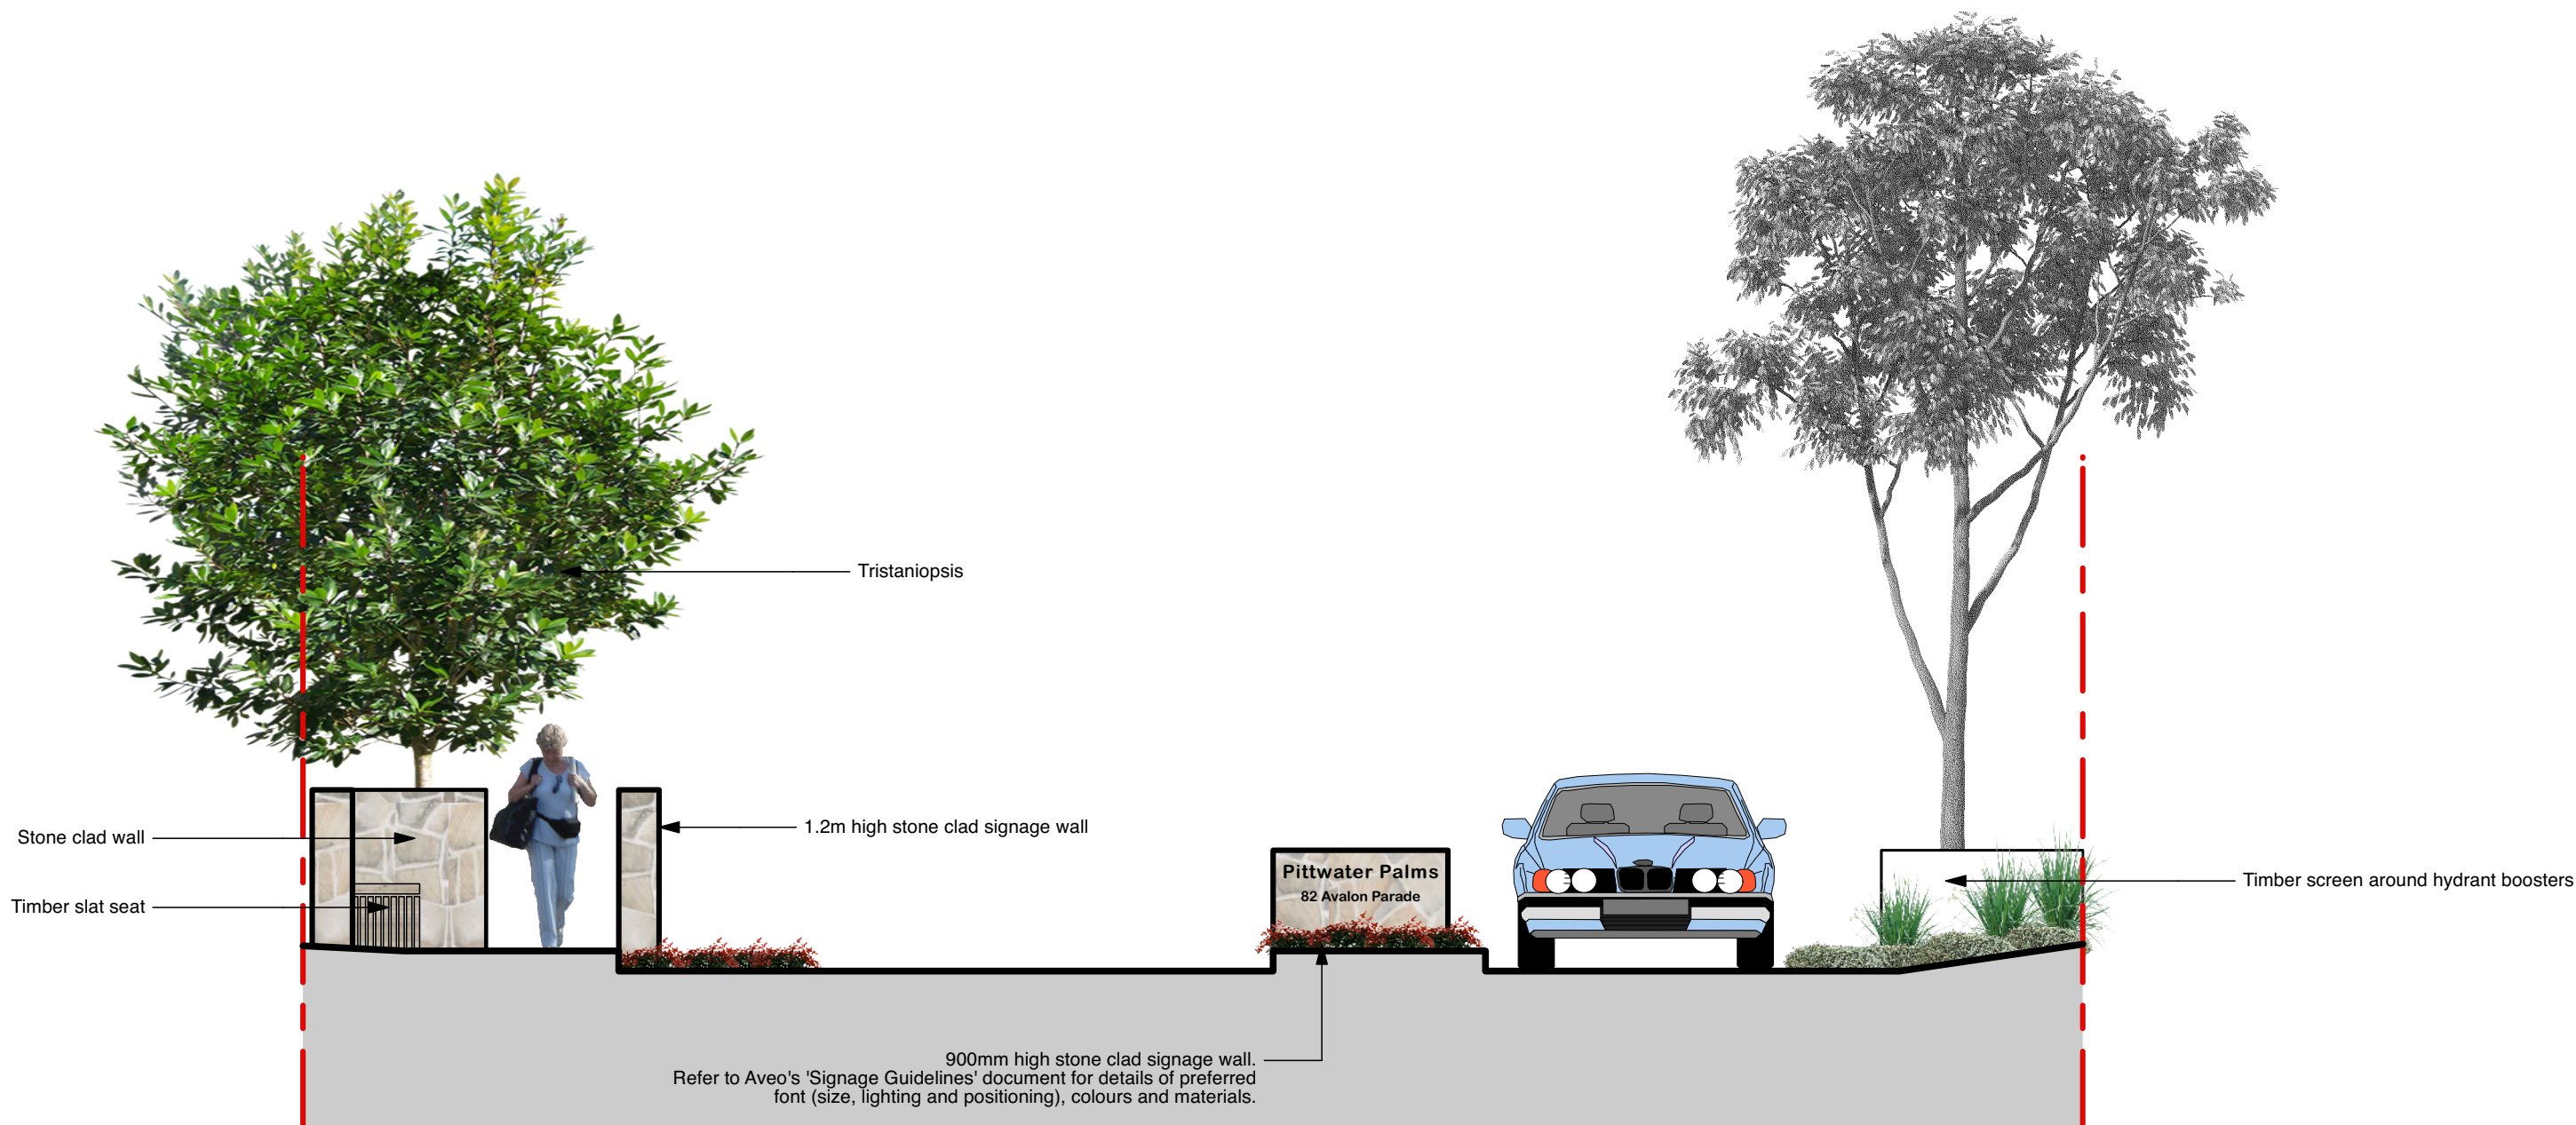 Tristaniopsis
Stone clad wall
1.2m high stone clad signage wall
Timber slat seat
Pittwater Palms
82 Avalon Parade
Timber screen around hydrant boosters
900mm high stone clad signage wall.
Refer to Aveo's 'Signage Guidelines' document for details of preferred
font (size, lighting and positioning), colours and materials.